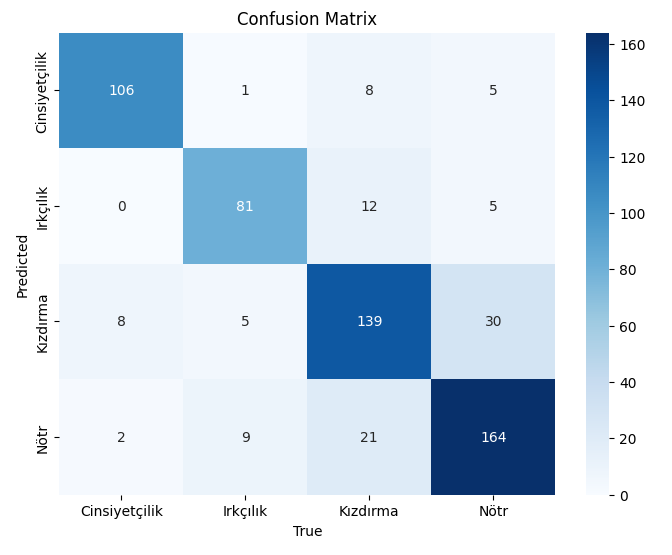 Confusion Matrix
Predicted
Cinsiyetçilik
106 1 8 5
Irkçılık
0 81 12 5
Kızdırma
8 5 139 30
Nötr
2 9 21 164
Cinsiyetçilik Irkçılık Kızdırma Nötr
True
160
140
120
100
80
60
40
20
0